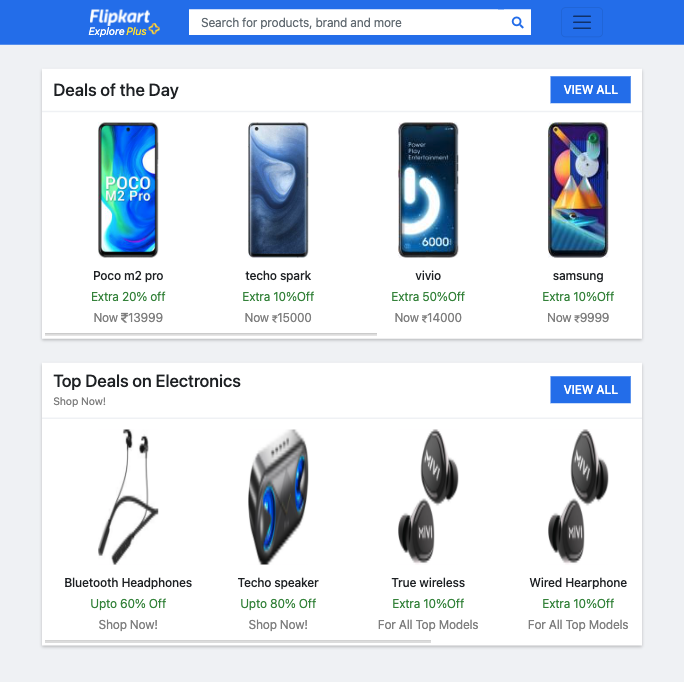 Flipkart
Explore Plus
Search for products, brand and more
Deals of the Day
VIEW ALL
POCO
M2 Pro
Power
Play
Entertainment
6000
Poco m2 pro
techo spark
vivio
samsung
Extra 20% off
Extra 10%Off
Extra 50%Off
Extra 10%Off
Now ₹13999
Now ₹15000
Now ₹14000
Now ₹9999
Top Deals on Electronics
Shop Now!
VIEW ALL
MIVI
MIVI
MIVI
MIVI
Bluetooth Headphones
Techo speaker
True wireless
Wired Hearphone
Upto 60% Off
Upto 80% Off
Extra 10%Off
Extra 10%Off
Shop Now!
Shop Now!
For All Top Models
For All Top Models